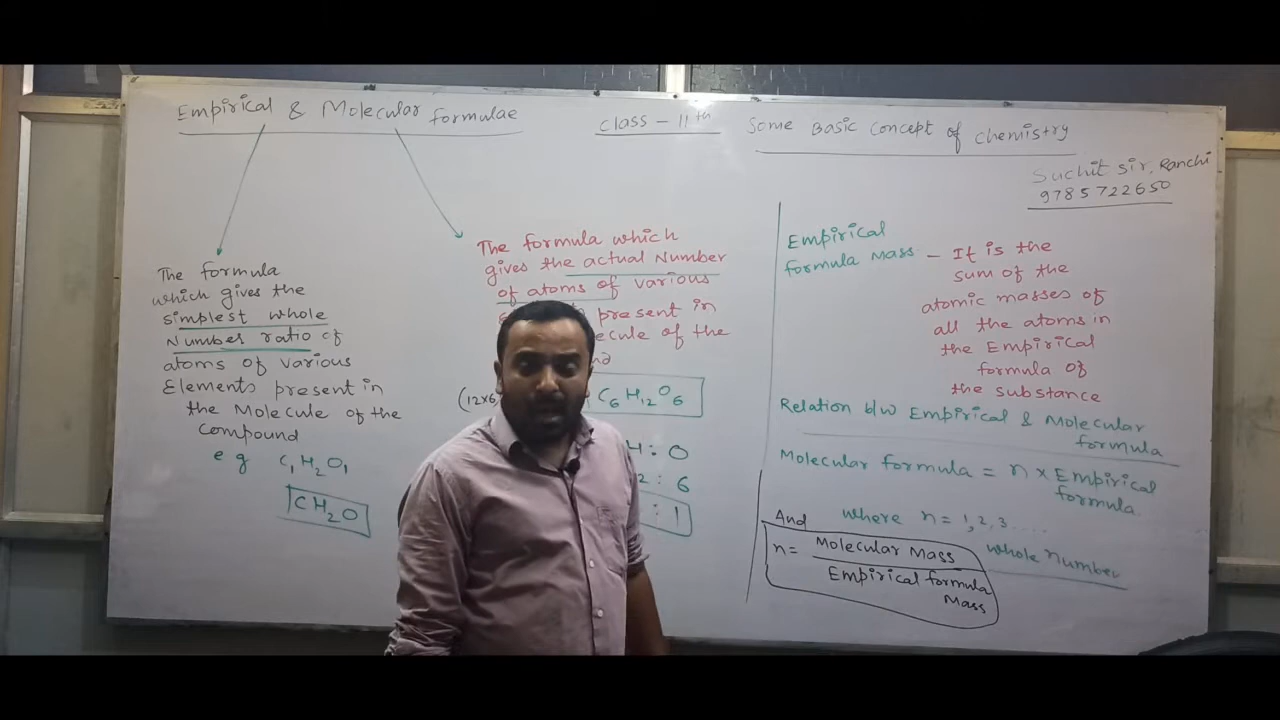 Empirical & Molecular formulae
Class - 11th
Some Basic Concept of Chemistry
Suchit Sir, Ranchi
9785722650
The formula
which gives the
simplest whole
Number ratio of
atoms of various
Elements present in
the Molecule of the
Compound
e g C1H2O1
CH2O
The formula which
gives the actual Number
of atoms of various
present in
of the
(12x6
C6H12O6
H : O
2 : 6
: 1
Empirical
formula Mass - It is the
sum of the
atomic masses of
all the atoms in
the Empirical
formula of
the substance
Relation b/w Empirical & Molecular
formula
Molecular formula = n x Empirical
formula
where n = 1, 2, 3 ....
whole number
And
n = Molecular Mass
Empirical formula
Mass